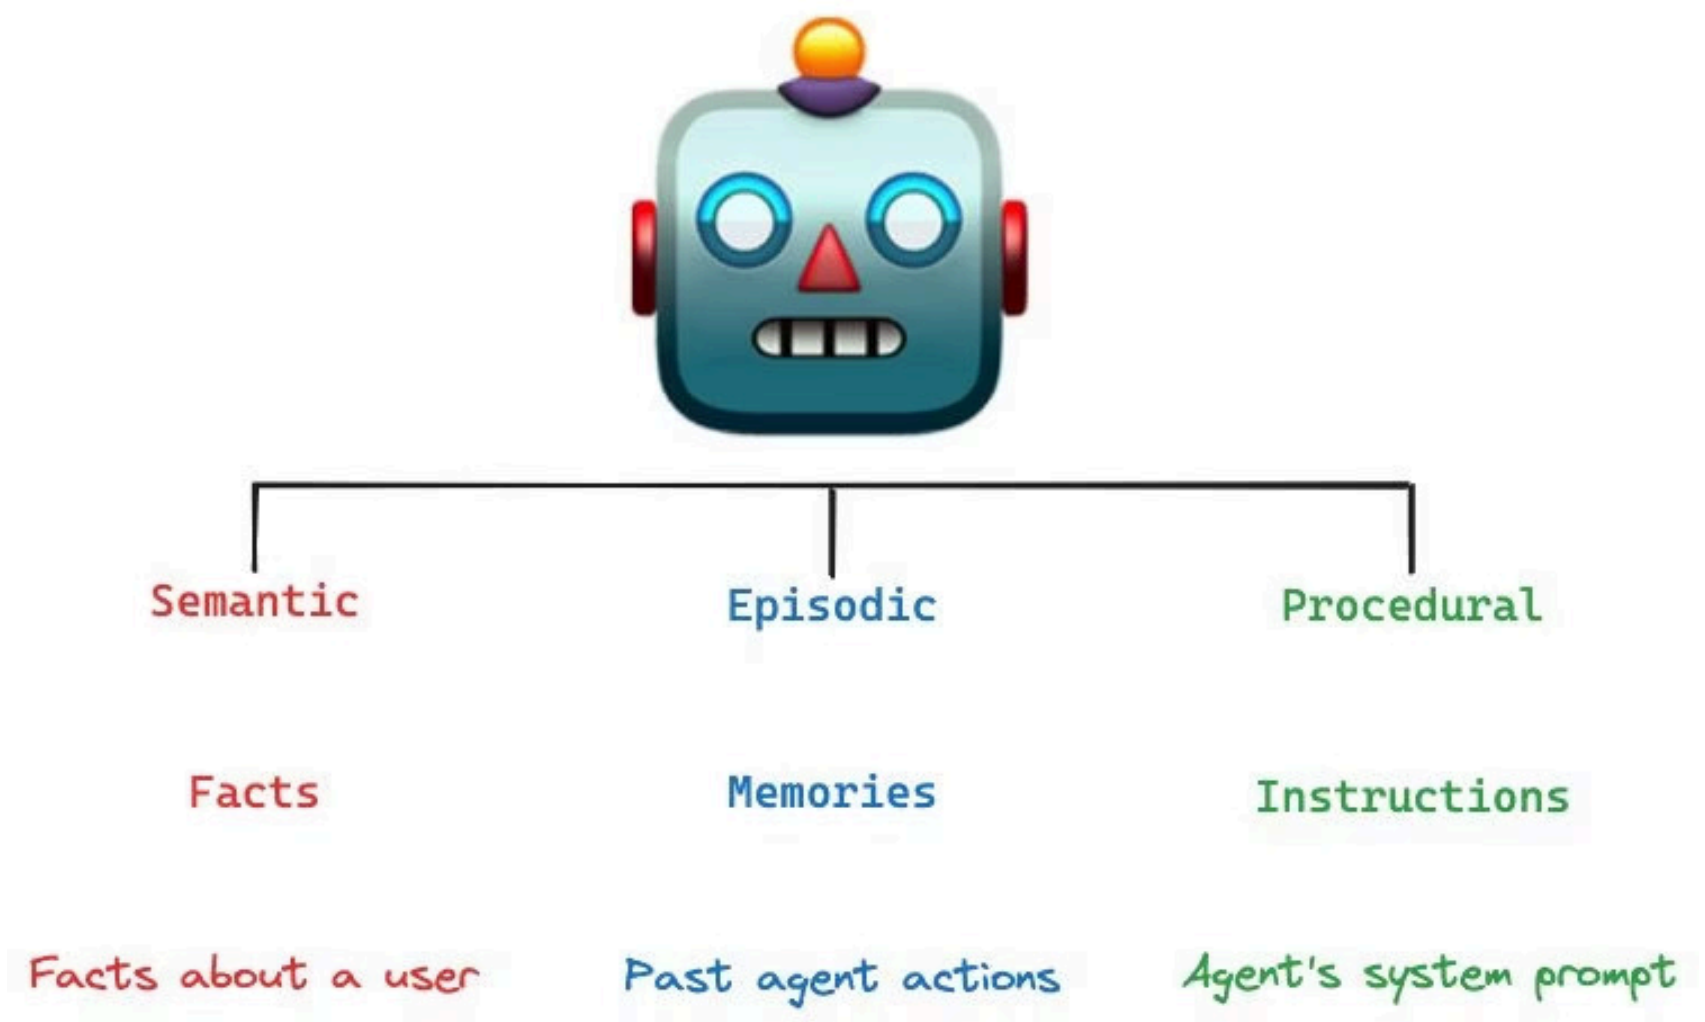 Semantic
Episodic
Procedural
Facts
Memories
Instructions
Facts about a user
Past agent actions
Agent's system prompt